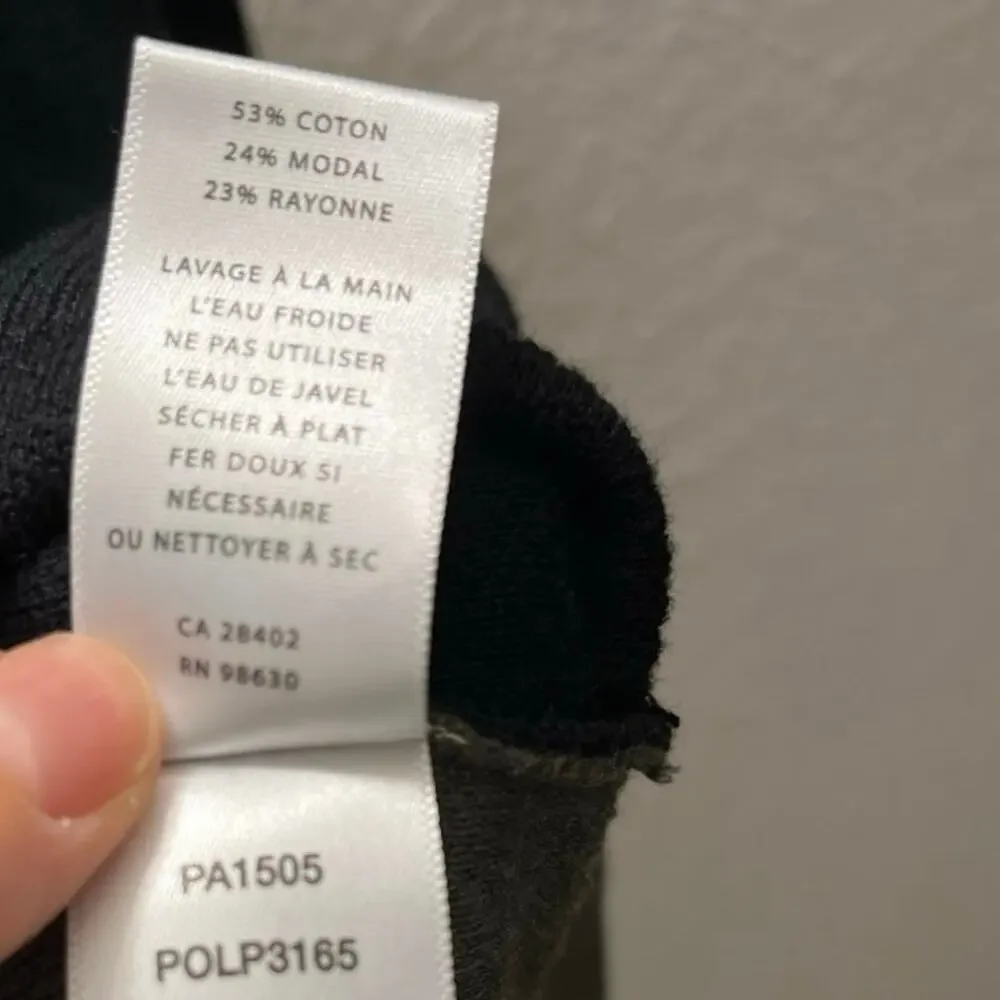 53% COTON
24% MODAL
23% RAYONNE
LAVAGE À LA MAIN
L'EAU FROIDE
NE PAS UTILISER
L'EAU DE JAVEL
SÉCHER À PLAT
FER DOUX SI
NÉCESSAIRE
OU NETTOYER À SEC
CA 28402
RN 98630
PA1505
POLP3165